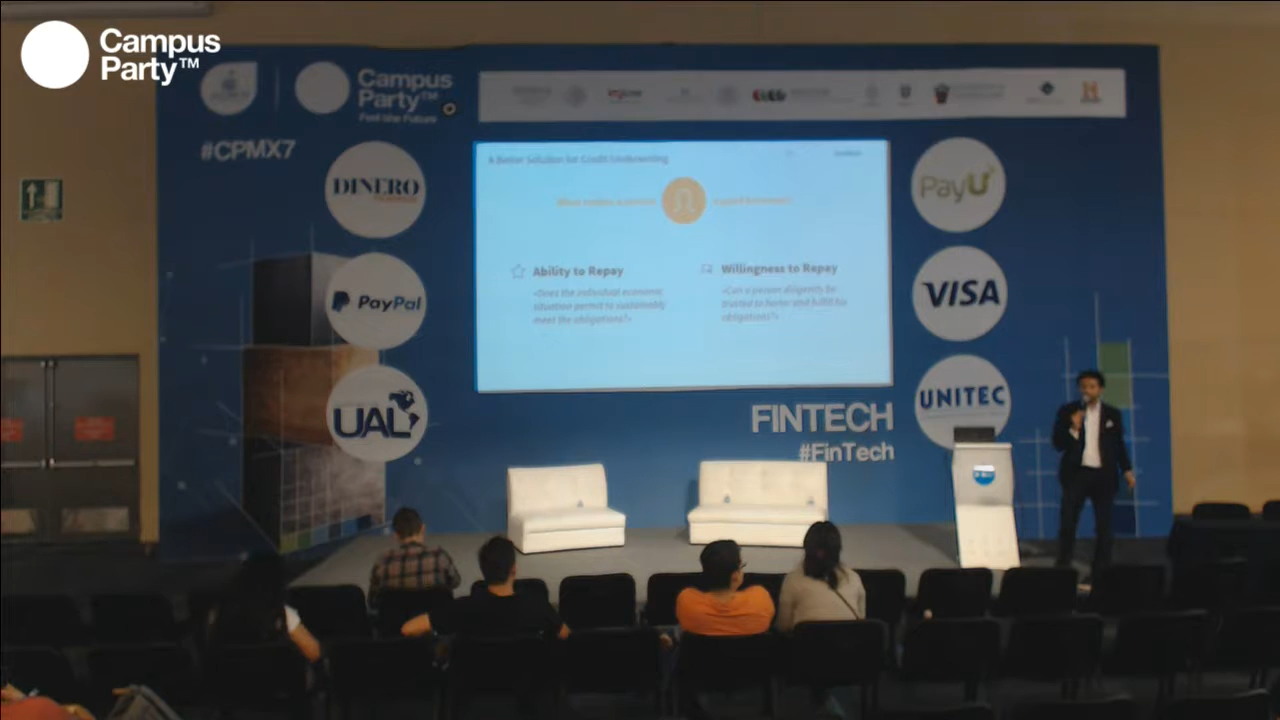 Campus
Party™
Campus
Party™
Feel the Future
#CPMX7
DINERO
PayPal
UAL
A Better Solution for Credit Underwriting
Ability to Repay
«Does the individual economic
situation permit to sustainably
meet the obligations?»
Willingness to Repay
«Can a person diligently be
trusted to honor and fulfill his
obligations?»
PayU
VISA
UNITEC
FINTECH
#FinTech